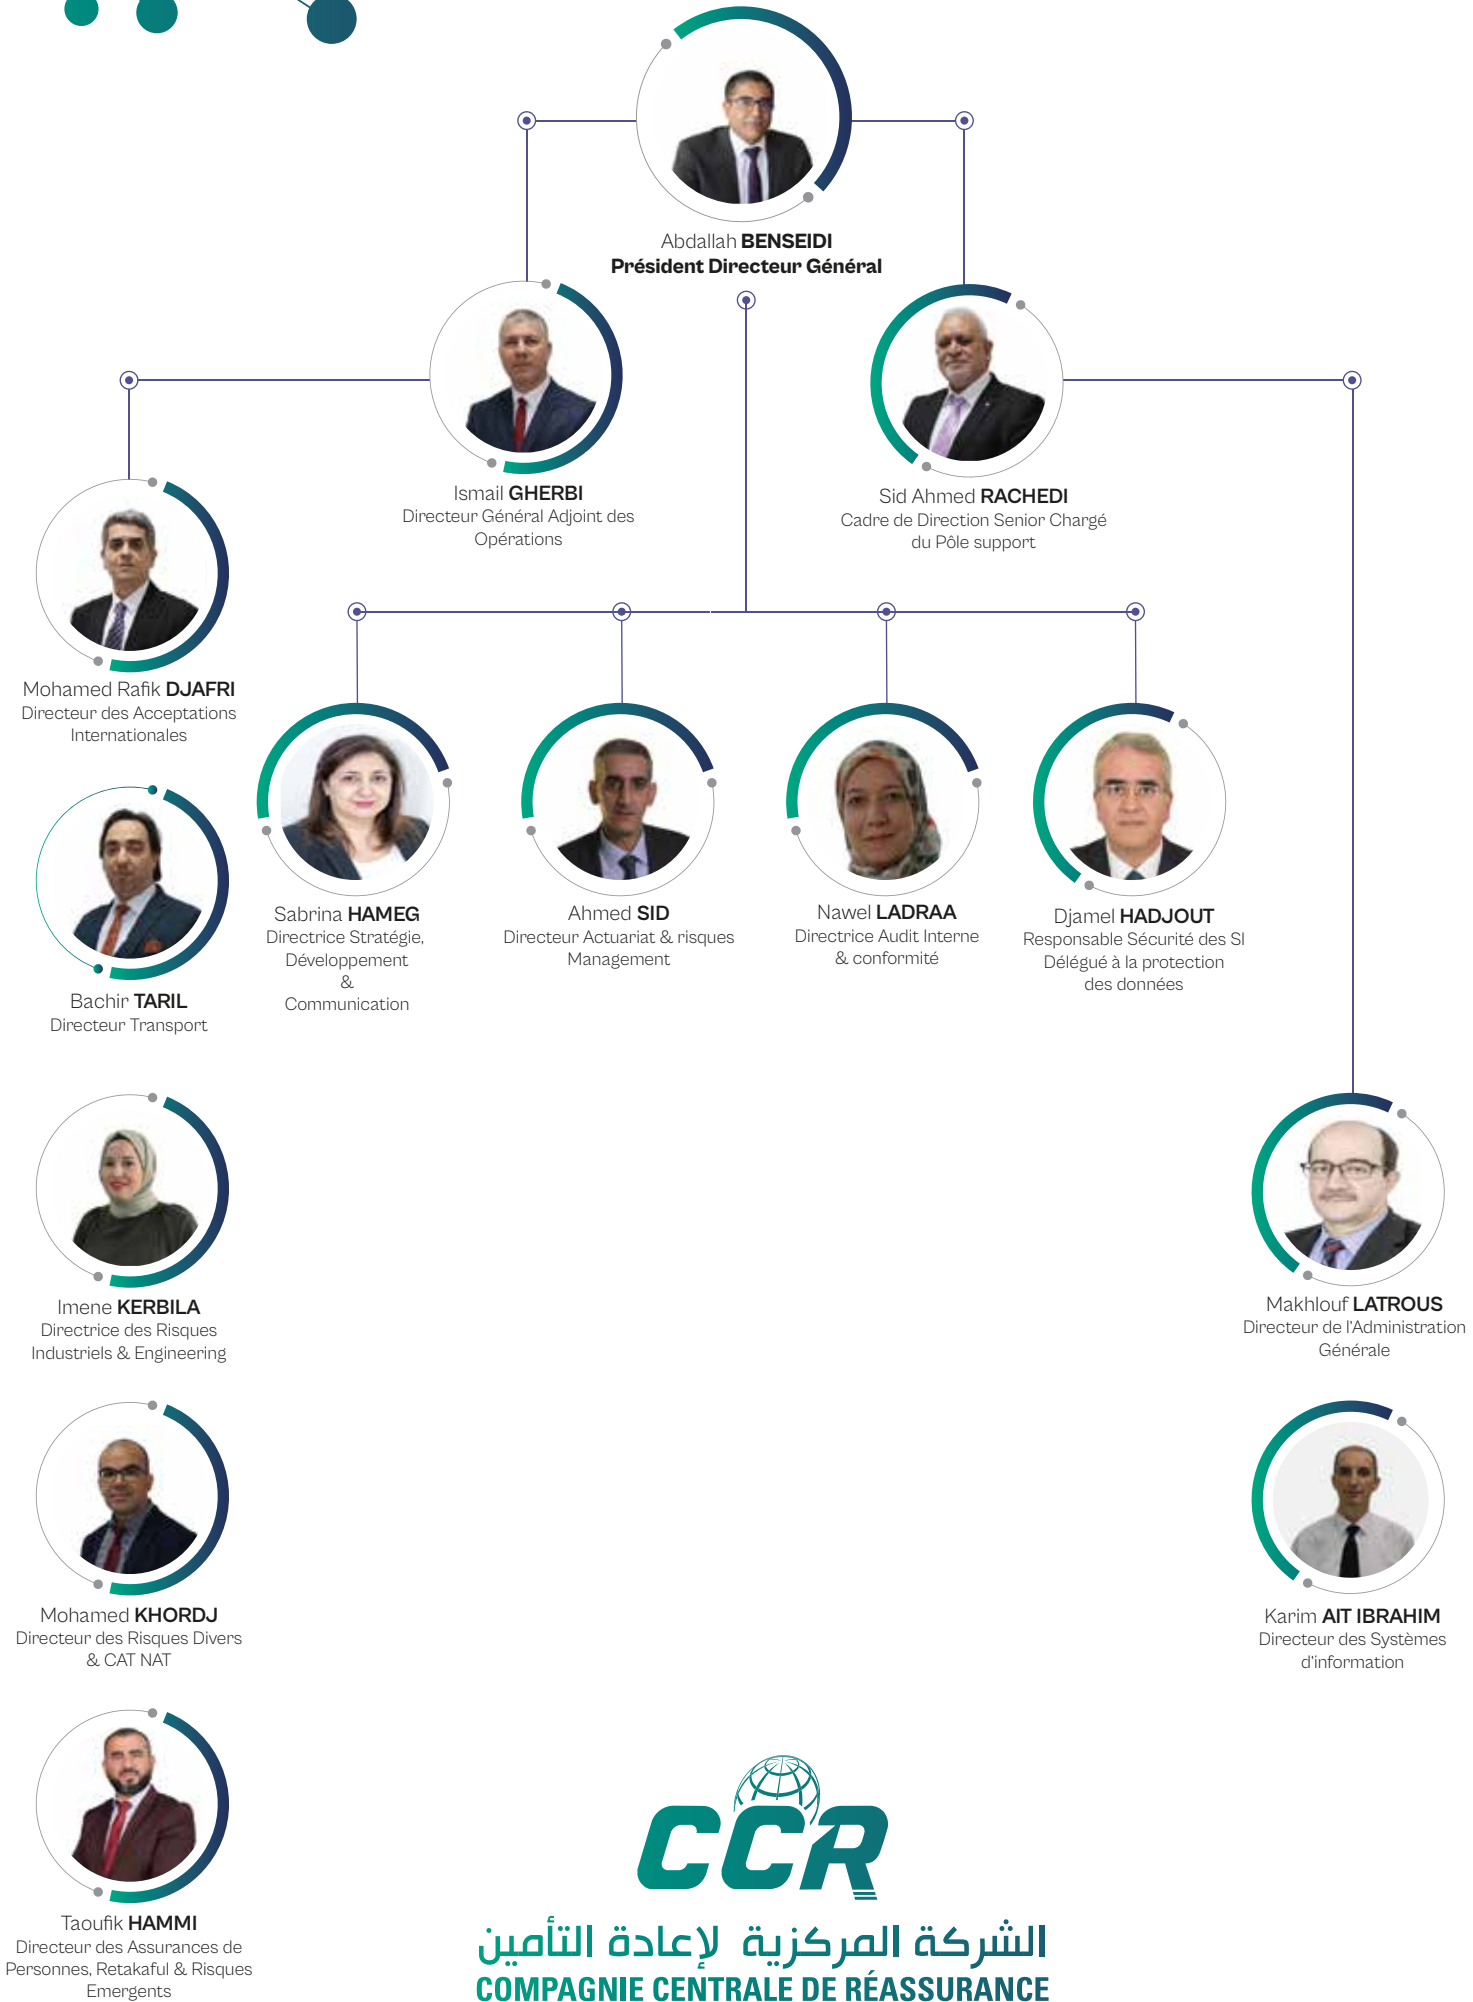 Abdallah BENSEIDI
Président Directeur Général
Ismail GHERBI
Directeur Général Adjoint des
Opérations
Sid Ahmed RACHEDI
Cadre de Direction Senior Chargé
du Pôle support
Mohamed Rafik DJAFRI
Directeur des Acceptations
Internationales
Sabrina HAMEG
Directrice Stratégie,
Développement
&
Communication
Ahmed SID
Directeur Actuariat & risques
Management
Nawel LADRAA
Directrice Audit Interne
& conformité
Djamel HADJOUT
Responsable Sécurité des SI
Délégué à la protection
des données
Bachir TARIL
Directeur Transport
Imene KERBILA
Directrice des Risques
Industriels & Engineering
Makhlouf LATROUS
Directeur de l'Administration
Générale
Mohamed KHORDJ
Directeur des Risques Divers
& CAT NAT
Karim AIT IBRAHIM
Directeur des Systèmes
d'information
Taoufik HAMMI
Directeur des Assurances de
Personnes, Retakaful & Risques
Emergents
CCR
الشركة المركزية لإعادة التأمين
COMPAGNIE CENTRALE DE RÉASSURANCE